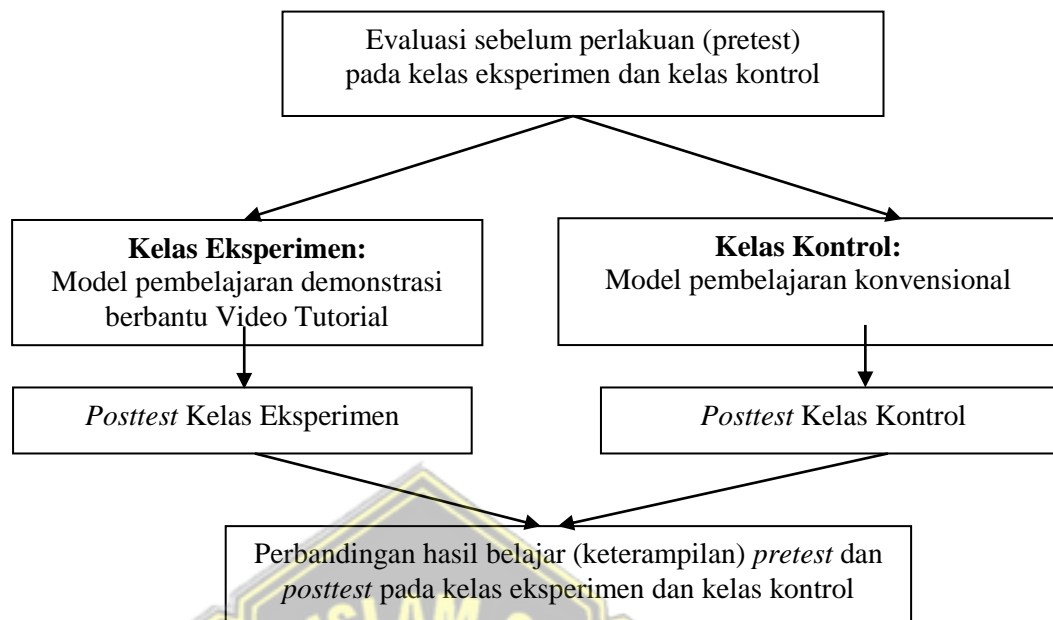 Evaluasi sebelum perlakuan (pretest)
pada kelas eksperimen dan kelas kontrol
Kelas Eksperimen:
Model pembelajaran demonstrasi
berbantu Video Tutorial
Kelas Kontrol:
Model pembelajaran konvensional
Posttest Kelas Eksperimen
Posttest Kelas Kontrol
Perbandingan hasil belajar (keterampilan) pretest dan
posttest pada kelas eksperimen dan kelas kontrol